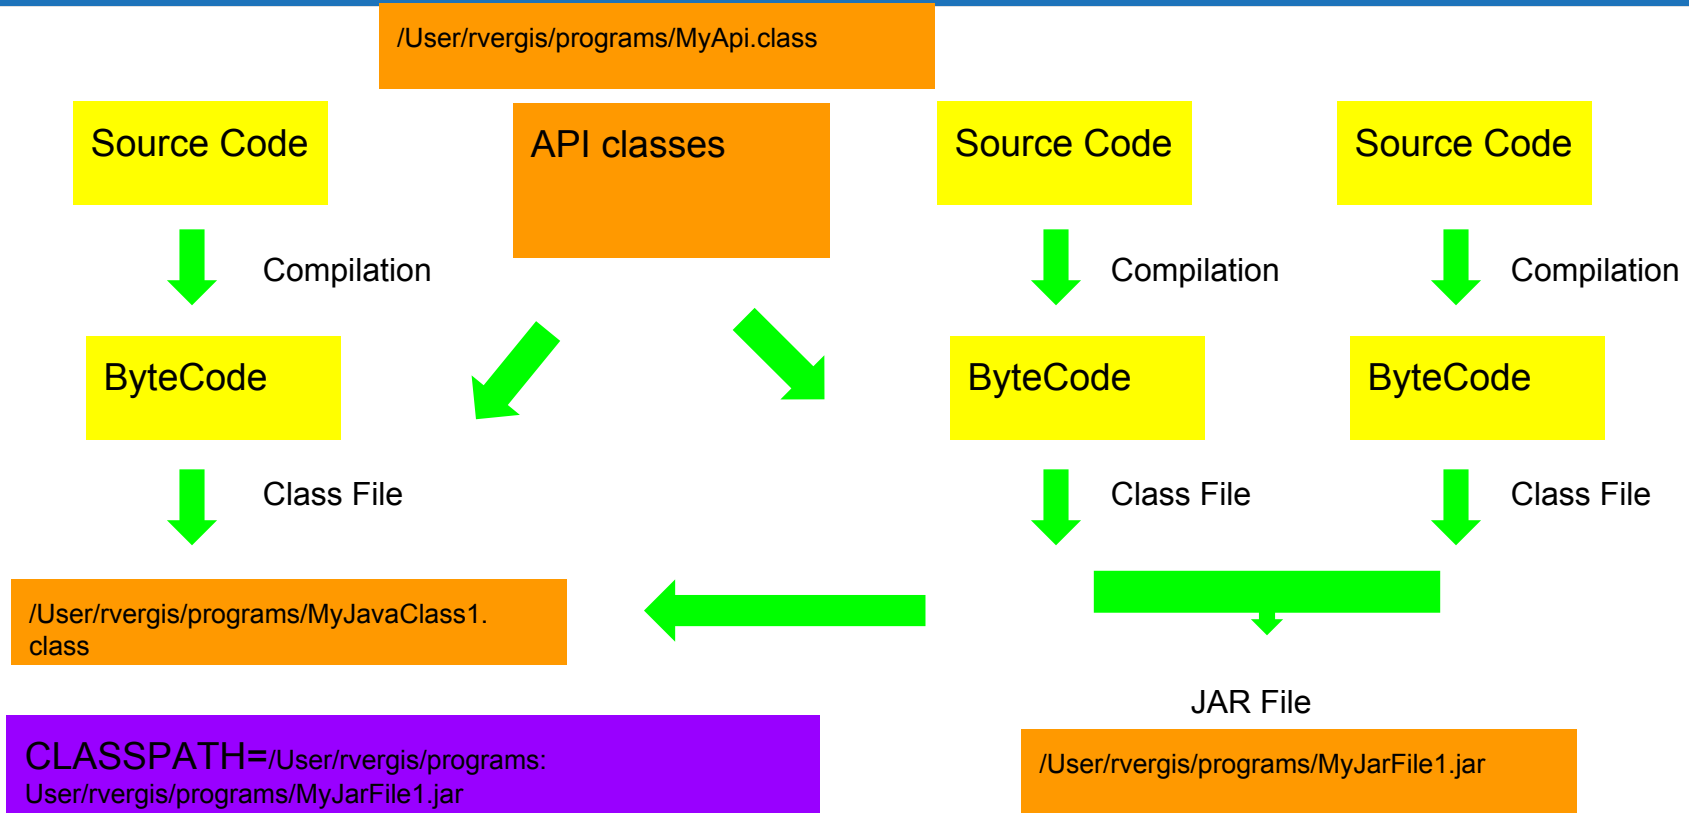 /User/rvergis/programs/MyApi.class
Source Code
API classes
Source Code
Source Code
Compilation
Compilation
Compilation
ByteCode
ByteCode
ByteCode
Class File
Class File
Class File
/User/rvergis/programs/MyJavaClass1.
class
JAR File
CLASSPATH=/User/rvergis/programs:
User/rvergis/programs/MyJarFile1.jar
/User/rvergis/programs/MyJarFile1.jar